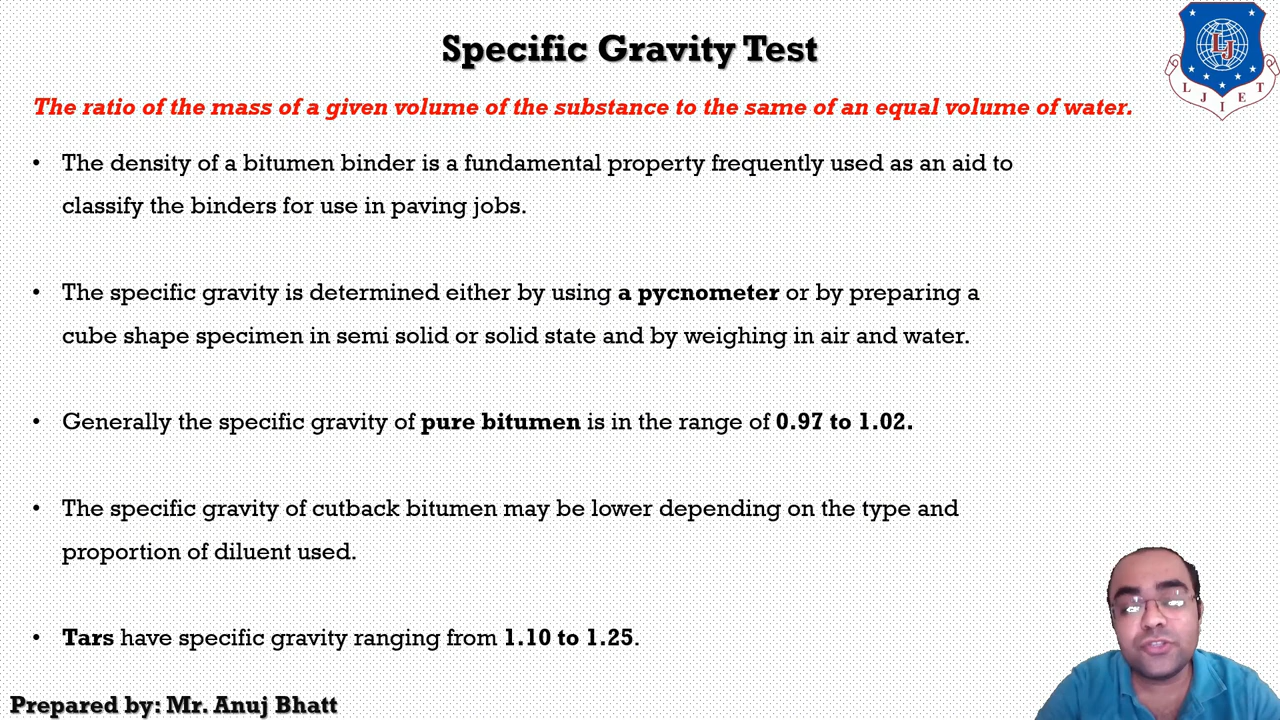 Specific Gravity Test
The ratio of the mass of a given volume of the substance to the same of an equal volume of water.
• The density of a bitumen binder is a fundamental property frequently used as an aid to
classify the binders for use in paving jobs.
• The specific gravity is determined either by using a pycnometer or by preparing a
cube shape specimen in semi solid or solid state and by weighing in air and water.
• Generally the specific gravity of pure bitumen is in the range of 0.97 to 1.02.
• The specific gravity of cutback bitumen may be lower depending on the type and
proportion of diluent used.
• Tars have specific gravity ranging from 1.10 to 1.25.
Prepared by: Mr. Anuj Bhatt
LJ
L J I E T